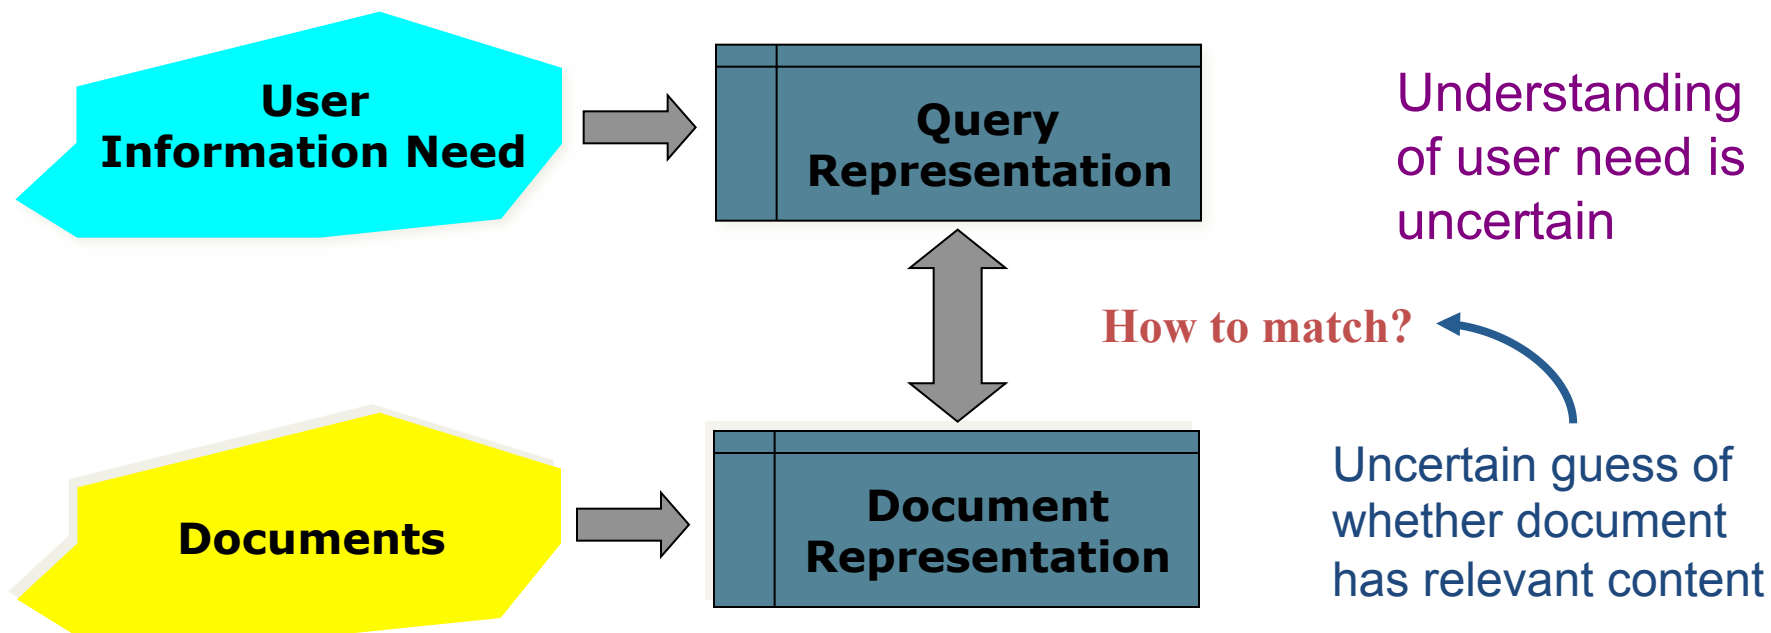 User
Information Need
Query
Representation
Understanding
of user need is
uncertain
How to match?
Documents
Document
Representation
Uncertain guess of
whether document
has relevant content